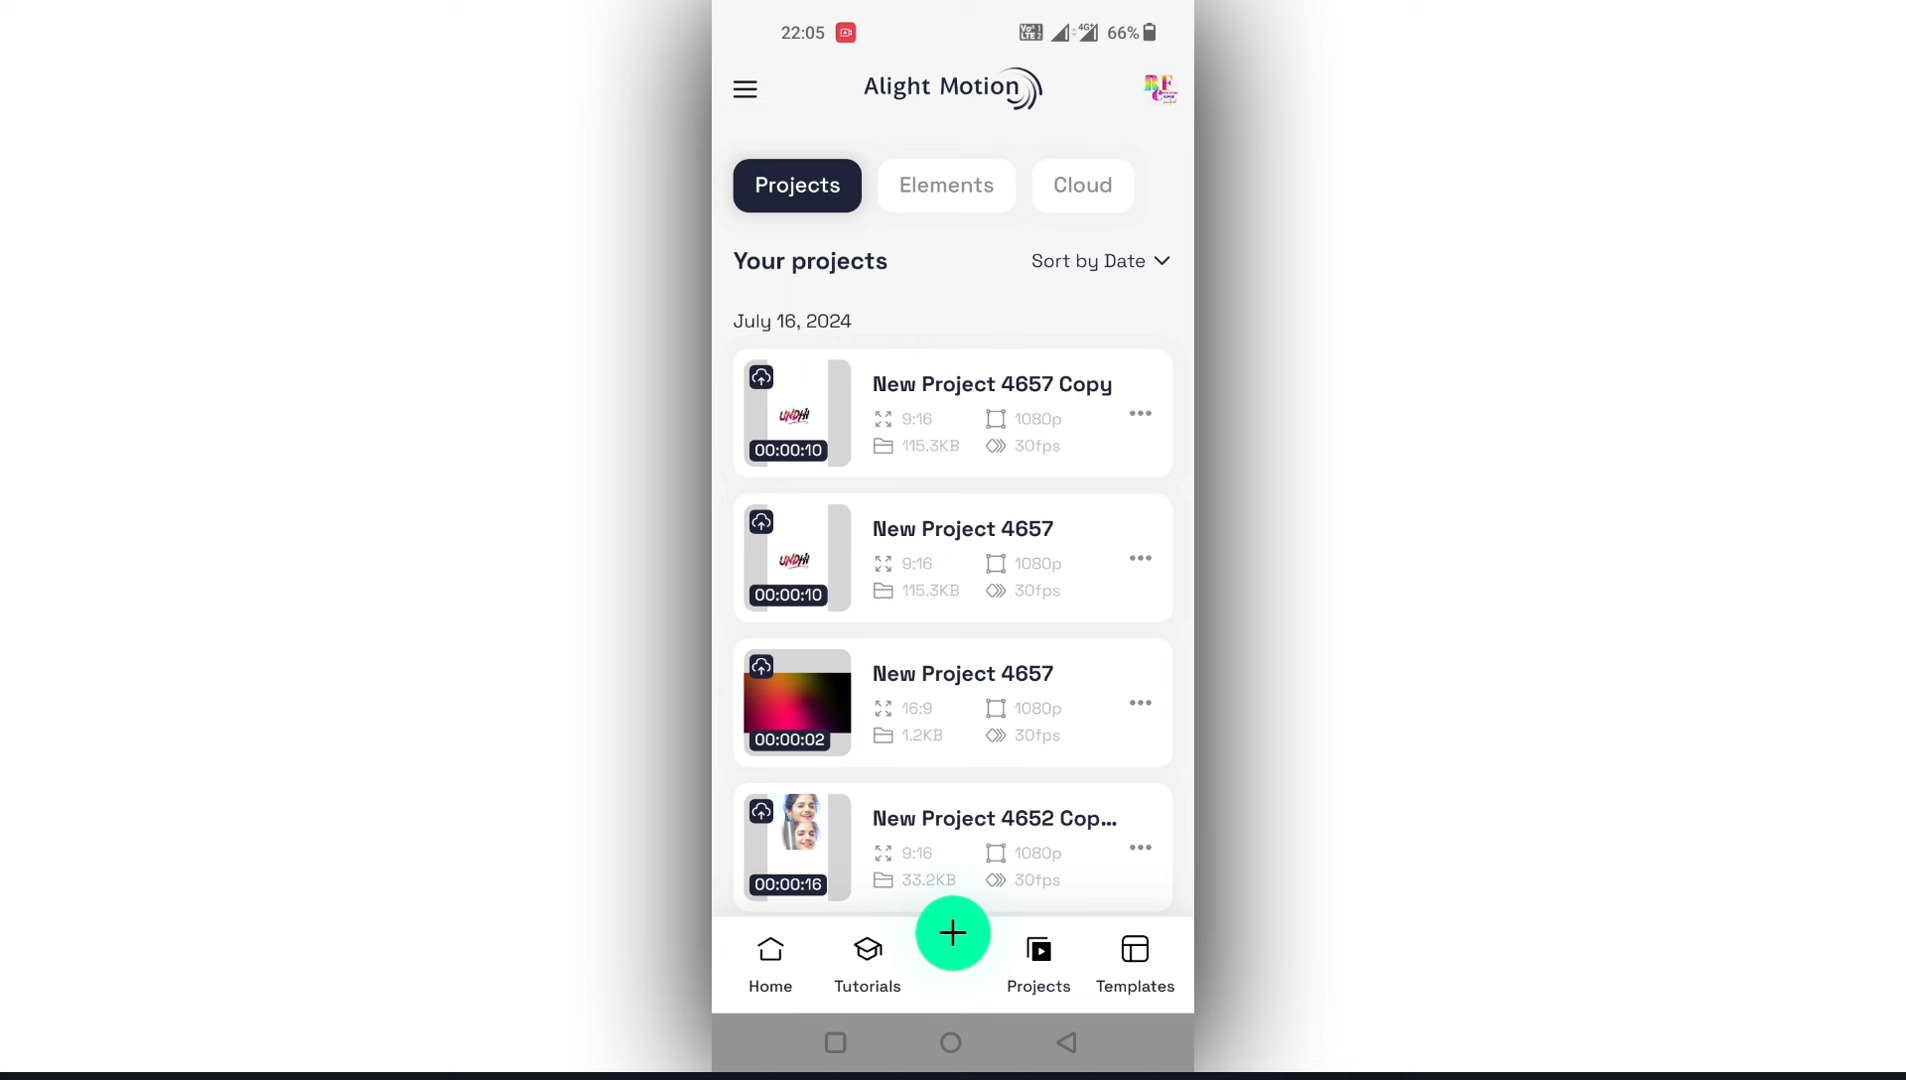 22:05 66%
Alight Motion
Projects Elements Cloud
Your projects Sort by Date
July 16, 2024
New Project 4657 Copy
9:16 1080p
115.3KB 30fps
UNDHI
00:00:10
New Project 4657
9:16 1080p
115.3KB 30fps
UNDHI
00:00:10
New Project 4657
16:9 1080p
1.2KB 30fps
00:00:02
New Project 4652 Cop...
9:16 1080p
33.2KB 30fps
00:00:16
Home Tutorials Projects Templates